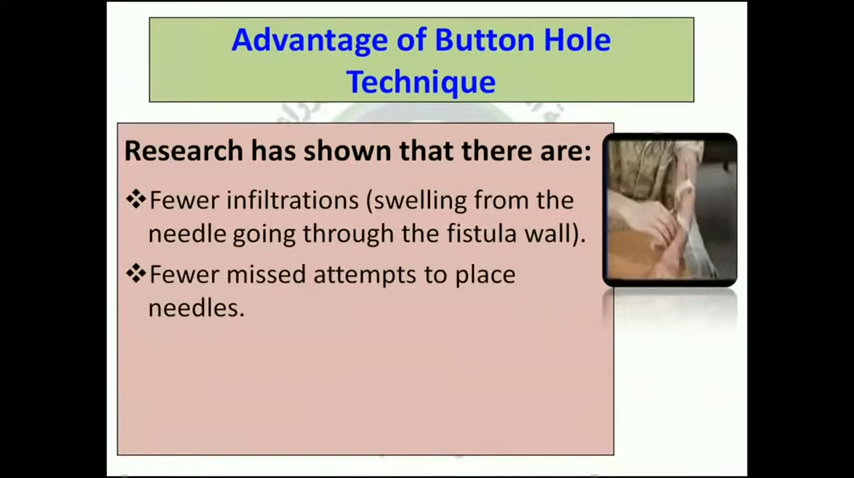 Advantage of Button Hole
Technique
Research has shown that there are:
❖Fewer infiltrations (swelling from the
needle going through the fistula wall).
❖Fewer missed attempts to place
needles.